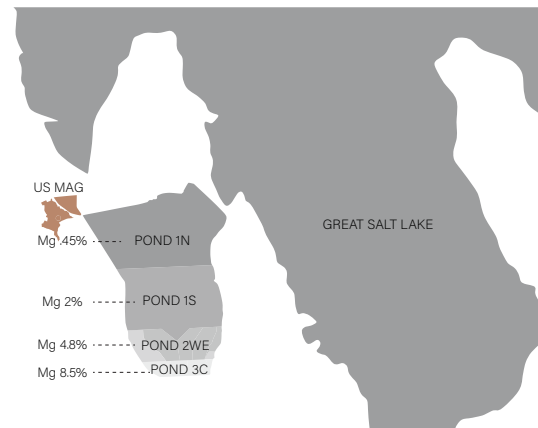 US MAG
GREAT SALT LAKE
Mg .45%
POND 1N
Mg 2%
POND 1S
Mg 4.8%
POND 2WE
Mg 8.5%
POND 3C